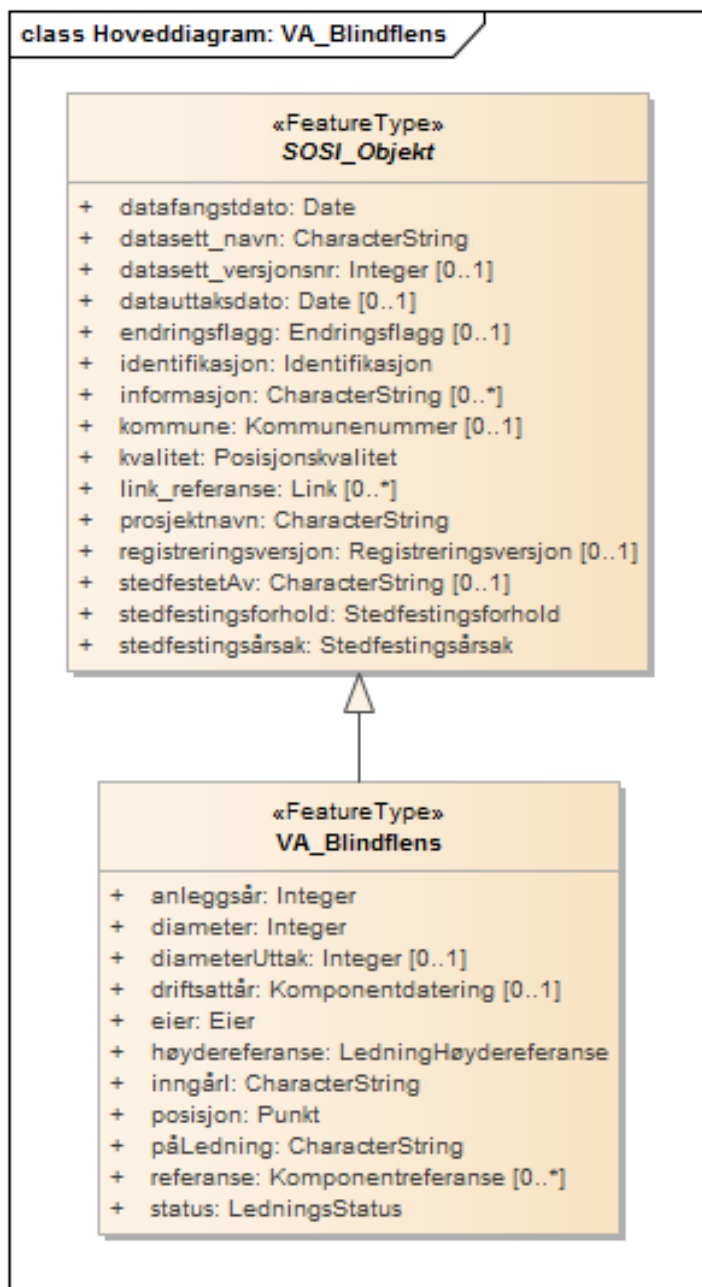 class Hoveddiagram: VA_Blindflens
«FeatureType»
SOSI_Objekt
+ datafangstdato: Date
+ datasett_navn: CharacterString
+ datasett_versjonsnr: Integer [0..1]
+ datauttaksdato: Date [0..1]
+ endringsflagg: Endringsflagg [0..1]
+ identifikasjon: Identifikasjon
+ informasjon: CharacterString [0..*]
+ kommune: Kommunenummer [0..1]
+ kvalitet: Posisjonskvalitet
+ link_referanse: Link [0..*]
+ prosjektnavn: CharacterString
+ registreringsversjon: Registreringsversjon [0..1]
+ stedfestetAv: CharacterString [0..1]
+ stedfestingsforhold: Stedfestingsforhold
+ stedfestingsårsak: Stedfestingsårsak
«FeatureType»
VA_Blindflens
+ anleggsår: Integer
+ diameter: Integer
+ diameterUttak: Integer [0..1]
+ driftsattår: Komponentdatering [0..1]
+ eier: Eier
+ høydereferanse: LedningHøydereferanse
+ inngårI: CharacterString
+ posisjon: Punkt
+ påLedning: CharacterString
+ referanse: Komponentreferanse [0..*]
+ status: LedningsStatus